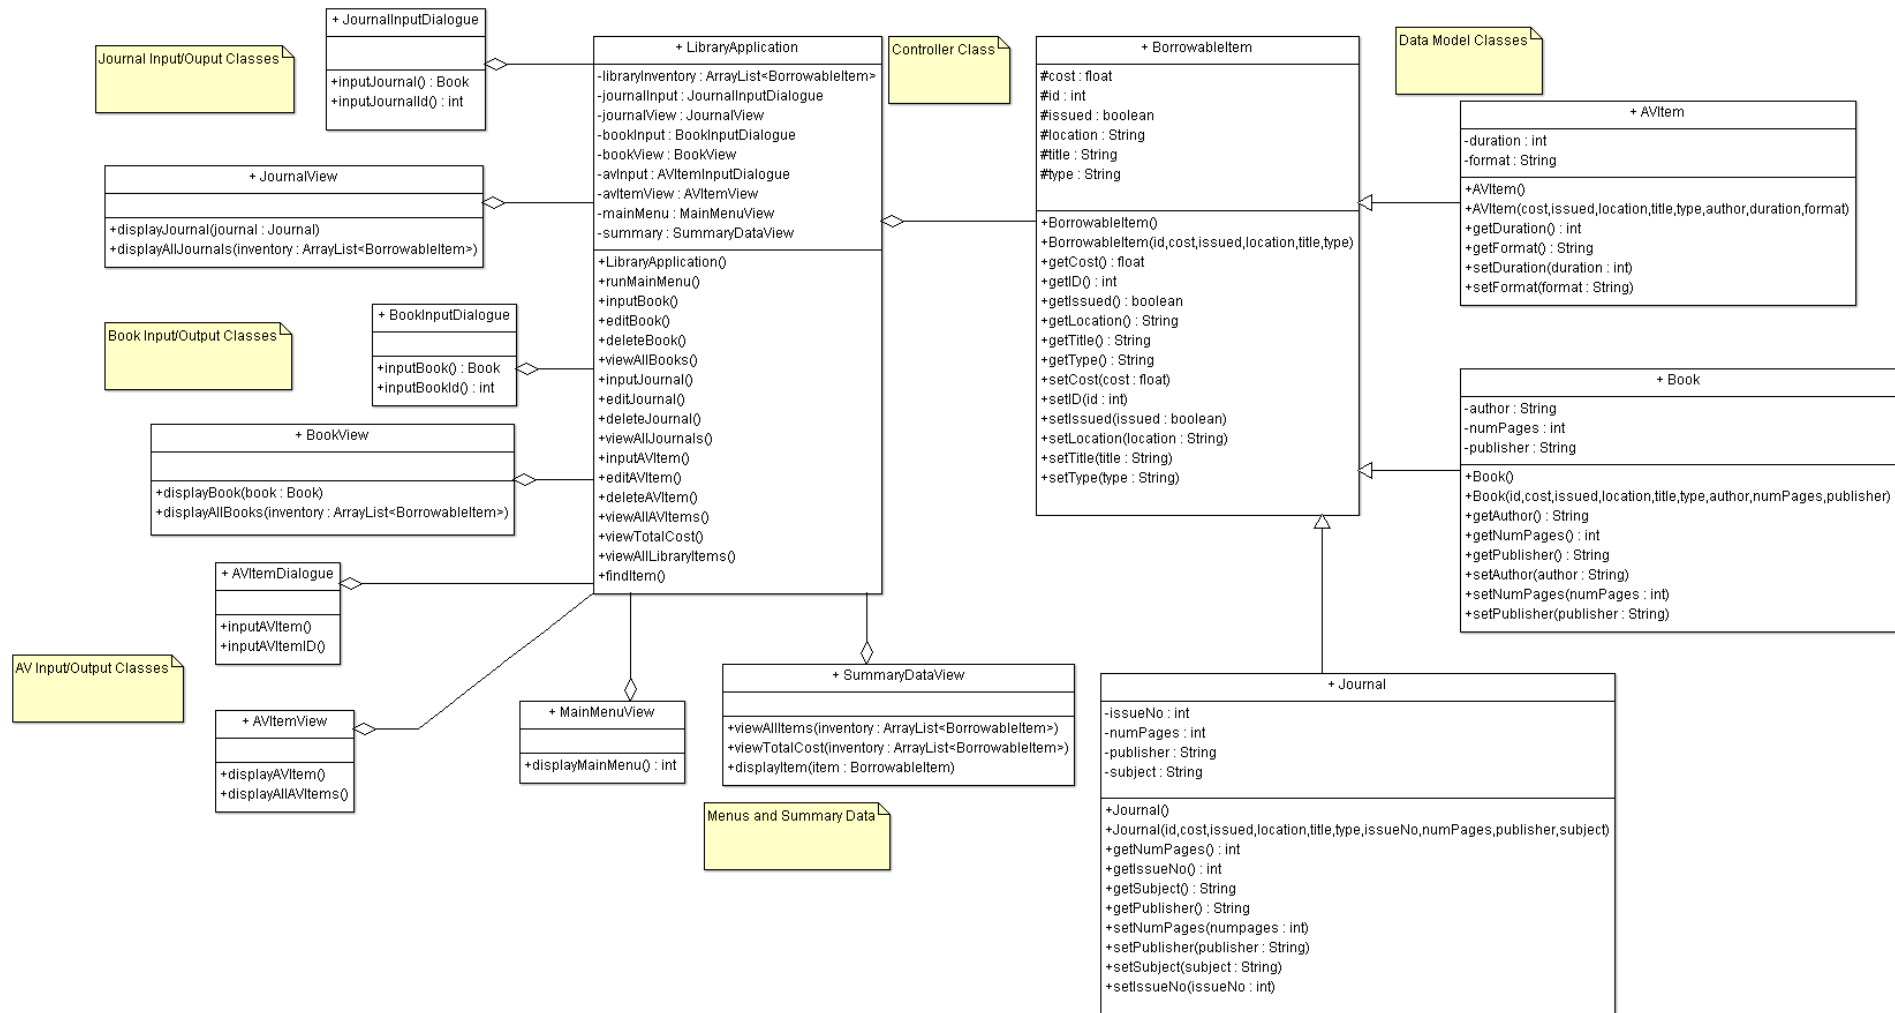 + JournalInputDialogue
+inputJournal() : Book
+inputJournalId() : int
Journal Input/Ouput Classes
+ JournalView
+displayJournal(journal : Journal)
+displayAllJournals(inventory : ArrayList<BorrowableItem>)
+ BookInputDialogue
+inputBook() : Book
+inputBookId() : int
Book Input/Output Classes
+ BookView
+displayBook(book : Book)
+displayAllBooks(inventory : ArrayList<BorrowableItem>)
+ AVItemDialogue
+inputAVItem()
+inputAVItemID()
AV Input/Output Classes
+ AVItemView
+displayAVItem()
+displayAllAVItems()
+ LibraryApplication
-libraryInventory : ArrayList<BorrowableItem>
-journalInput : JournalInputDialogue
-journalView : JournalView
-bookInput : BookInputDialogue
-bookView : BookView
-avInput : AVItemInputDialogue
-avItemView : AVItemView
-mainMenu : MainMenuView
-summary : SummaryDataView
+LibraryApplication()
+runMainMenu()
+inputBook()
+editBook()
+deleteBook()
+viewAllBooks()
+inputJournal()
+editJournal()
+deleteJournal()
+viewAllJournals()
+inputAVItem()
+editAVItem()
+deleteAVItem()
+viewAllAVItems()
+viewTotalCost()
+viewAllLibraryItems()
+findItem()
Controller Class
+ MainMenuView
+displayMainMenu() : int
+ SummaryDataView
+viewAllItems(inventory : ArrayList<BorrowableItem>)
+viewTotalCost(inventory : ArrayList<BorrowableItem>)
+displayItem(item : BorrowableItem)
Menus and Summary Data
+ BorrowableItem
#cost : float
#id : int
#issued : boolean
#location : String
#title : String
#type : String
+BorrowableItem()
+BorrowableItem(id,cost,issued,location,title,type)
+getCost() : float
+getID() : int
+getIssued() : boolean
+getLocation() : String
+getTitle() : String
+getType() : String
+setCost(cost : float)
+setID(id : int)
+setIssued(issued : boolean)
+setLocation(location : String)
+setTitle(title : String)
+setType(type : String)
Data Model Classes
+ AVItem
-duration : int
-format : String
+AVItem()
+AVItem(cost,issued,location,title,type,author,duration,format)
+getDuration() : int
+getFormat() : String
+setDuration(duration : int)
+setFormat(format : String)
+ Book
-author : String
-numPages : int
-publisher : String
+Book()
+Book(id,cost,issued,location,title,type,author,numPages,publisher)
+getAuthor() : String
+getNumPages() : int
+getPublisher() : String
+setAuthor(author : String)
+setNumPages(numPages : int)
+setPublisher(publisher : String)
+ Journal
-issueNo : int
-numPages : int
-publisher : String
-subject : String
+Journal()
+Journal(id,cost,issued,location,title,type,issueNo,numPages,publisher,subject)
+getNumPages() : int
+getIssueNo() : int
+getSubject() : String
+getPublisher() : String
+setNumPages(numpages : int)
+setPublisher(publisher : String)
+setSubject(subject : String)
+setIssueNo(issueNo : int)